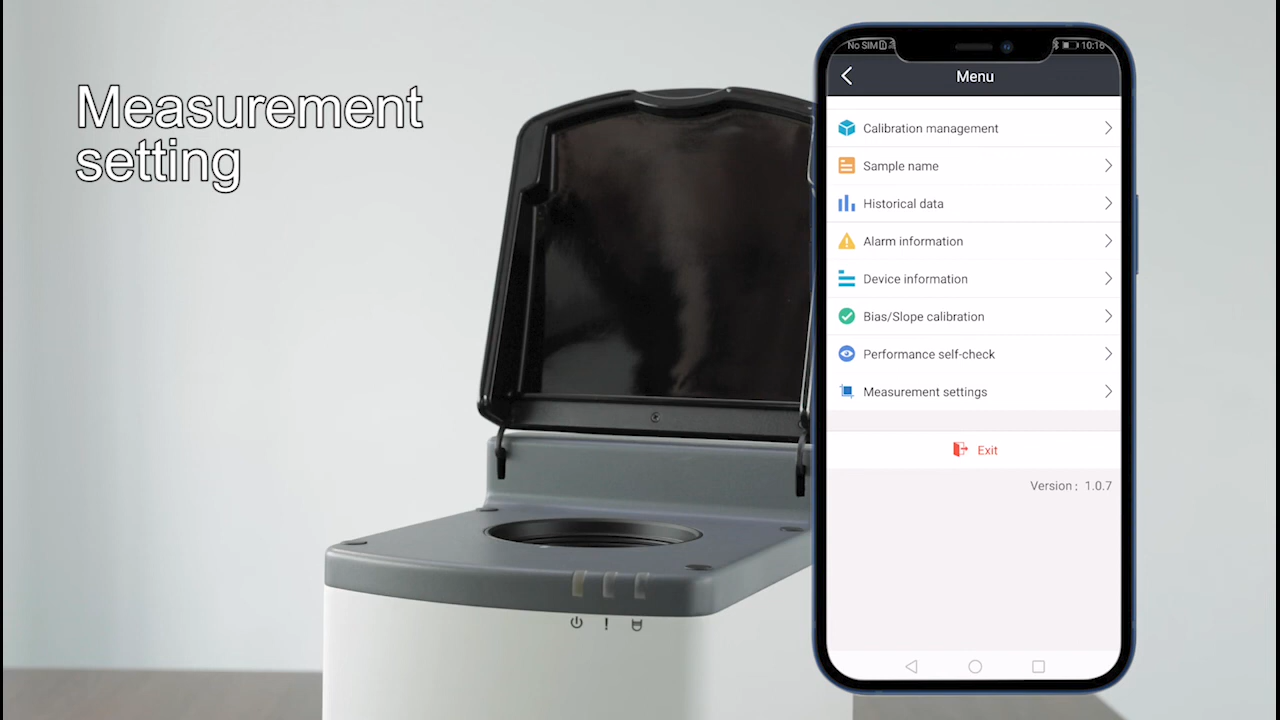 Measurement
setting
No SIM
10:16
Menu
Calibration management
Sample name
Historical data
Alarm information
Device information
Bias/Slope calibration
Performance self-check
Measurement settings
Exit
Version : 1.0.7